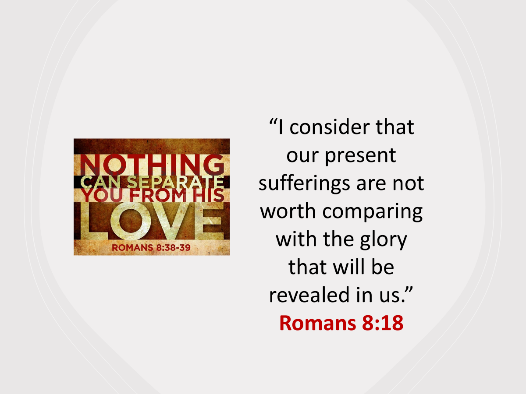 NOTHING
CAN SEPARATE
YOU FROM HIS
LOVE
ROMANS 8:38-39
“I consider that
our present
sufferings are not
worth comparing
with the glory
that will be
revealed in us.”
Romans 8:18